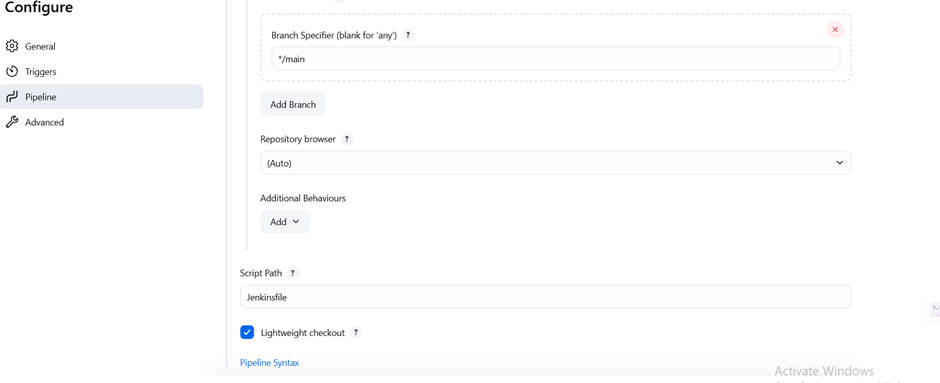 Configure
General
Triggers
Pipeline
Advanced
Branch Specifier (blank for 'any') ?
*/main
Add Branch
Repository browser ?
(Auto)
Additional Behaviours
Add
Script Path ?
Jenkinsfile
Lightweight checkout ?
Pipeline Syntax
Activate Windows